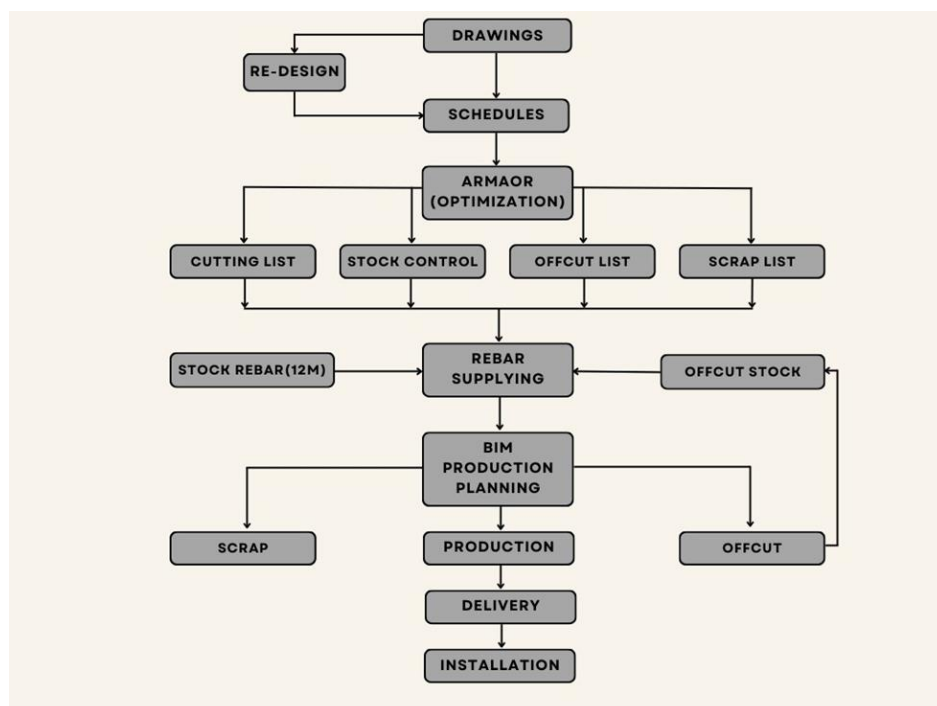 DRAWINGS
RE-DESIGN
SCHEDULES
ARMAOR
(OPTIMIZATION)
CUTTING LIST
STOCK CONTROL
OFFCUT LIST
SCRAP LIST
STOCK REBAR(12M)
REBAR
SUPPLYING
OFFCUT STOCK
BIM
PRODUCTION
PLANNING
SCRAP
PRODUCTION
OFFCUT
DELIVERY
INSTALLATION